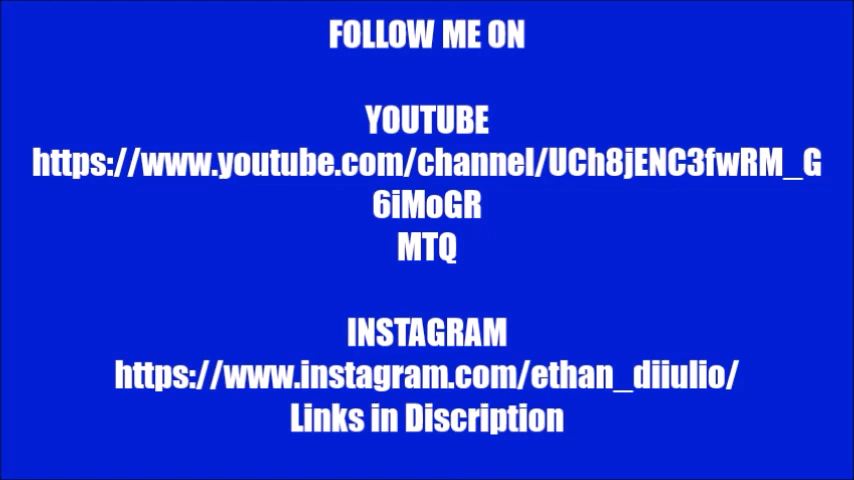 FOLLOW ME ON
YOUTUBE
https://www.youtube.com/channel/UCh8jENC3fwRM_G
6iMoGR
MTQ
INSTAGRAM
https://www.instagram.com/ethan_diiulio/
Links in Discription